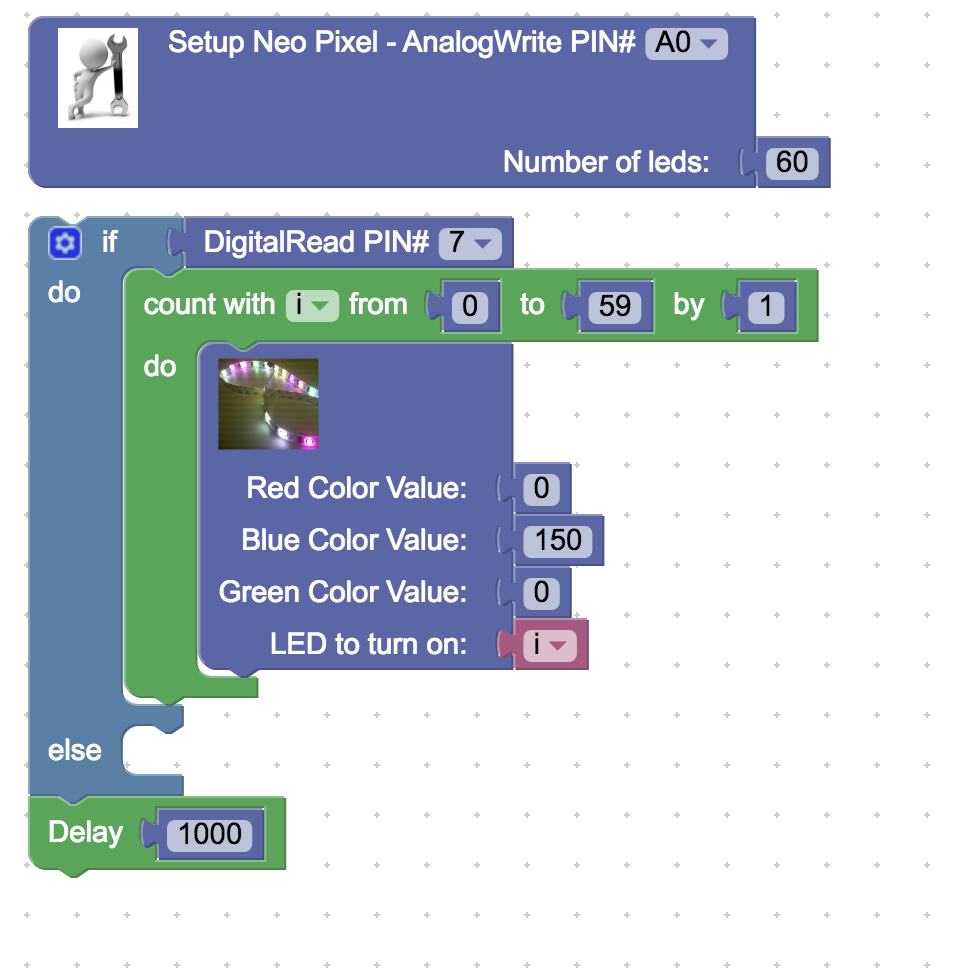 Setup Neo Pixel - AnalogWrite PIN# A0
Number of leds: 60
if DigitalRead PIN# 7
do count with i from 0 to 59 by 1
do
Red Color Value: 0
Blue Color Value: 150
Green Color Value: 0
LED to turn on: i
else
Delay 1000